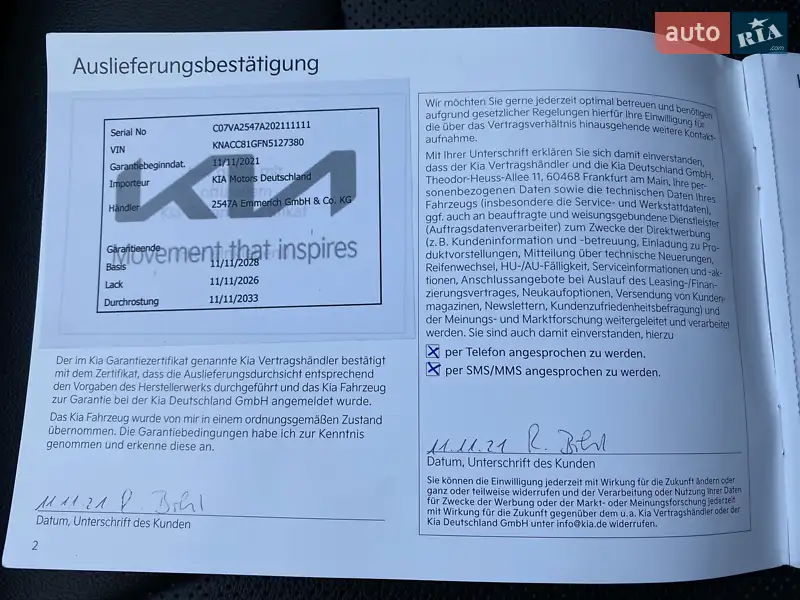 auto RIA .com
Auslieferungsbestätigung
Serial No C07VA2547A202111111
VIN KNACC81GFN5127380
Garantiebeginndat. 11/11/2021
Importeur KIA Motors Deutschland
Händler 2547A Emmerich GmbH & Co. KG
KIA
Movement that inspires
Garantieende
Basis 11/11/2028
Lack 11/11/2026
Durchrostung 11/11/2033
Der im Kia Garantiezertifikat genannte Kia Vertragshändler bestätigt
mit dem Zertifikat, dass die Auslieferungsdurchsicht entsprechend
den Vorgaben des Herstellerwerks durchgeführt und das Kia Fahrzeug
zur Garantie bei der Kia Deutschland GmbH angemeldet wurde.
Das Kia Fahrzeug wurde von mir in einem ordnungsgemäßen Zustand
übernommen. Die Garantiebedingungen habe ich zur Kenntnis
genommen und erkenne diese an.
11.11.21
Datum, Unterschrift des Kunden
2
Wir möchten Sie gerne jederzeit optimal betreuen und benötigen
aufgrund gesetzlicher Regelungen hierfür Ihre Einwilligung für
die über das Vertragsverhältnis hinausgehende weitere Kontakt-
aufnahme.
Mit Ihrer Unterschrift erklären Sie sich damit einverstanden,
dass der Kia Vertragshändler und die Kia Deutschland GmbH,
Theodor-Heuss-Allee 11, 60468 Frankfurt am Main, Ihre per-
sonenbezogenen Daten sowie die technischen Daten Ihres
Fahrzeugs (insbesondere die Service- und Werkstattdaten),
ggf. auch an beauftragte und weisungsgebundene Dienstleister
(Auftragsdatenverarbeiter) zum Zwecke der Direktwerbung
(z. B. Kundeninformation und -betreuung, Einladung zu Pro-
duktvorstellungen, Mitteilung über technische Neuerungen,
Reifenwechsel, HU-/AU-Fälligkeit, Serviceinformationen und -ak-
tionen, Anschlussangebote bei Auslauf des Leasing-/Finan-
zierungsvertrages, Neukaufoptionen, Versendung von Kunden-
magazinen, Newslettern, Kundenzufriedenheitsbefragung) und
der Meinungs- und Marktforschung weitergeleitet und verarbeitet
werden. Sie sind auch damit einverstanden, hierzu
per Telefon angesprochen zu werden.
per SMS/MMS angesprochen zu werden.
11.11.21
Datum, Unterschrift des Kunden
Sie können die Einwilligung jederzeit mit Wirkung für die Zukunft ändern oder
ganz oder teilweise widerrufen und der Verarbeitung oder Nutzung Ihrer Daten
für Zwecke der Werbung oder der Markt- oder Meinungsforschung jederzeit
mit Wirkung für die Zukunft gegenüber dem u.a. Kia Vertragshändler oder der
Kia Deutschland GmbH unter info@kia.de widerrufen.